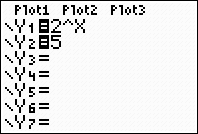 Plot1 Plot2 Plot3
\Y1=2^X
\Y2=5
\Y3=
\Y4=
\Y5=
\Y6=
\Y7=